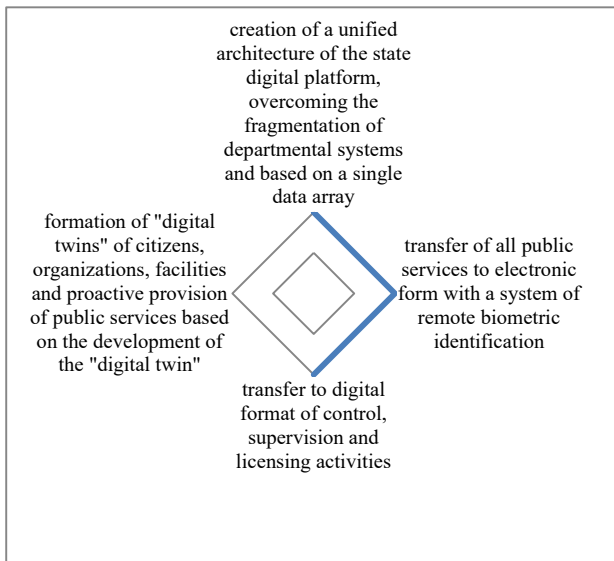 creation of a unified
architecture of the state
digital platform,
overcoming the
fragmentation of
departmental systems
and based on a single
data array
formation of "digital
twins" of citizens,
organizations, facilities
and proactive provision
of public services based
on the development of
the "digital twin"
transfer of all public
services to electronic
form with a system of
remote biometric
identification
transfer to digital
format of control,
supervision and
licensing activities